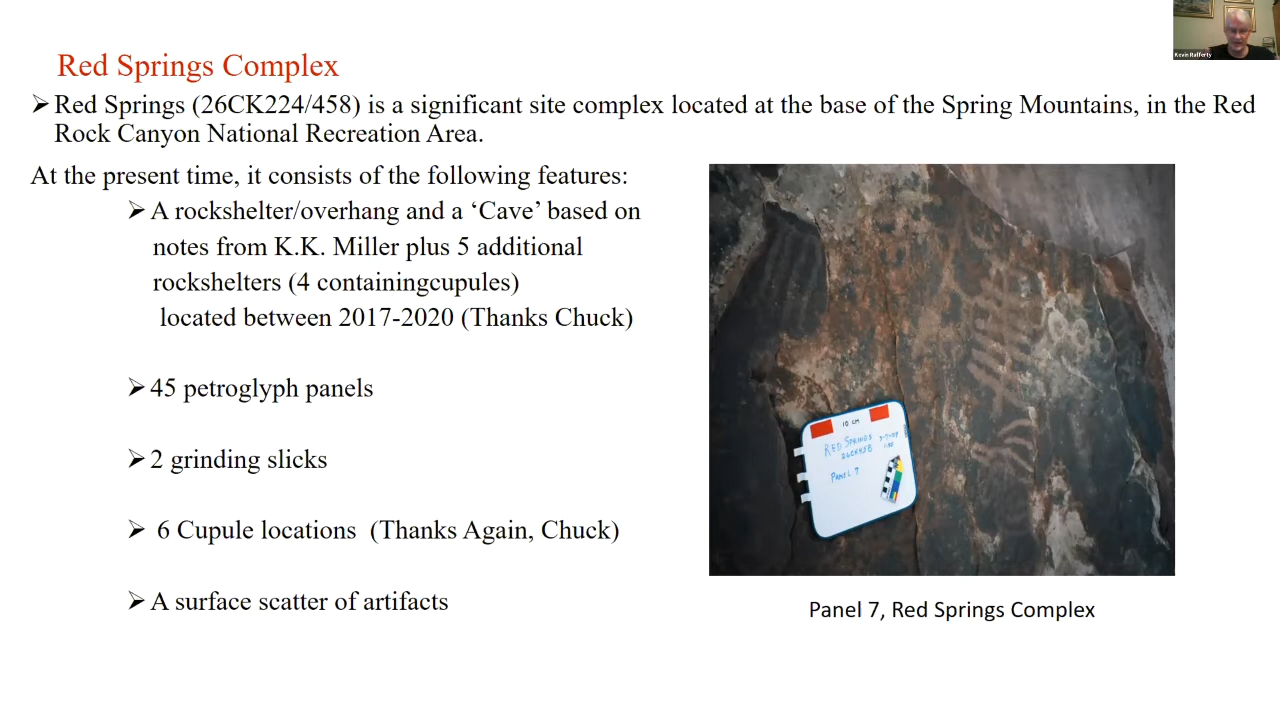 Kevin Rafferty
Red Springs Complex
➢ Red Springs (26CK224/458) is a significant site complex located at the base of the Spring Mountains, in the Red
Rock Canyon National Recreation Area.
At the present time, it consists of the following features:
➢ A rockshelter/overhang and a ‘Cave’ based on
notes from K.K. Miller plus 5 additional
rockshelters (4 containingcupules)
located between 2017-2020 (Thanks Chuck)
➢ 45 petroglyph panels
➢ 2 grinding slicks
➢ 6 Cupule locations (Thanks Again, Chuck)
➢ A surface scatter of artifacts
10 CM
RED SPRINGS
PANEL 7
Panel 7, Red Springs Complex